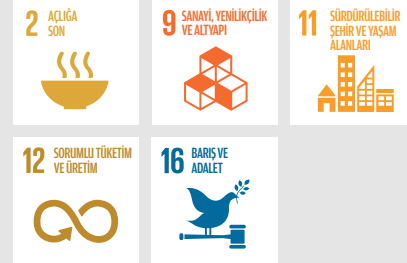 2 AÇLIĞA
SON
9 SANAYİ, YENİLİKÇİLİK
VE ALTYAPI
11 SÜRDÜRÜLEBİLİR
ŞEHİR VE YAŞAM
ALANLARI
12 SORUMLU TÜKETİM
VE ÜRETİM
16 BARIŞ VE
ADALET